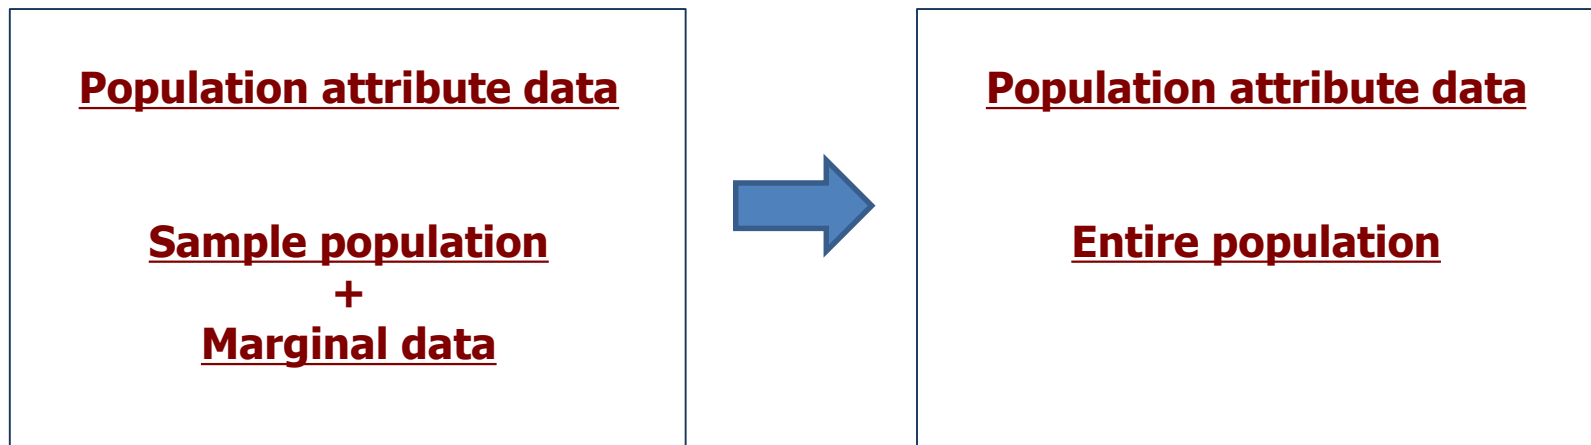 Population attribute data
Sample population
+
Marginal data
Population attribute data
Entire population